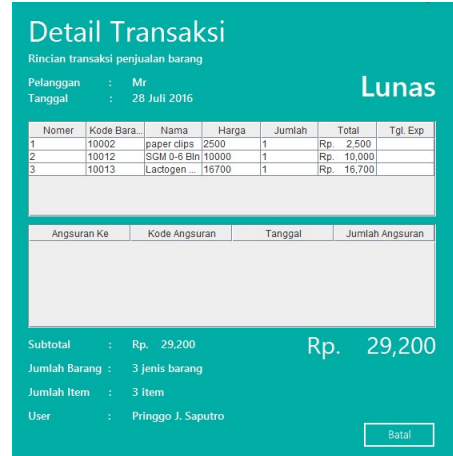 Detail Transaksi
Rincian transaksi penjualan barang
Pelanggan : Mr
Tanggal : 28 Juli 2016
Lunas
Nomer Kode Bara... Nama Harga Jumlah Total Tgl. Exp
1 10002 paper clips 2500 1 Rp. 2,500
2 10012 SGM 0-6 Bln 10000 1 Rp. 10,000
3 10013 Lactogen ... 16700 1 Rp. 16,700
Angsuran Ke Kode Angsuran Tanggal Jumlah Angsuran
Subtotal : Rp. 29,200
Rp. 29,200
Jumlah Barang : 3 jenis barang
Jumlah Item : 3 item
User : Pringgo J. Saputro
Batal